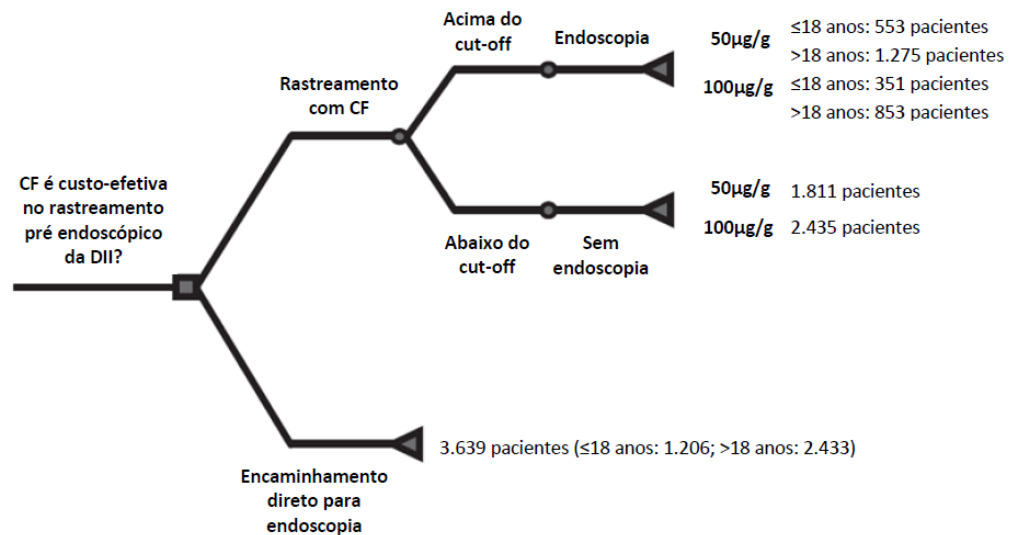 CF é custo-efetiva
no rastreamento
pré endoscópico
da DII?
Rastreamento
com CF
Acima do
cut-off
Endoscopia
50µg/g
≤18 anos: 553 pacientes
>18 anos: 1.275 pacientes
100µg/g
≤18 anos: 351 pacientes
>18 anos: 853 pacientes
Abaixo do
cut-off
Sem
endoscopia
50µg/g
1.811 pacientes
100µg/g
2.435 pacientes
Encaminhamento
direto para
endoscopia
3.639 pacientes (≤18 anos: 1.206; >18 anos: 2.433)